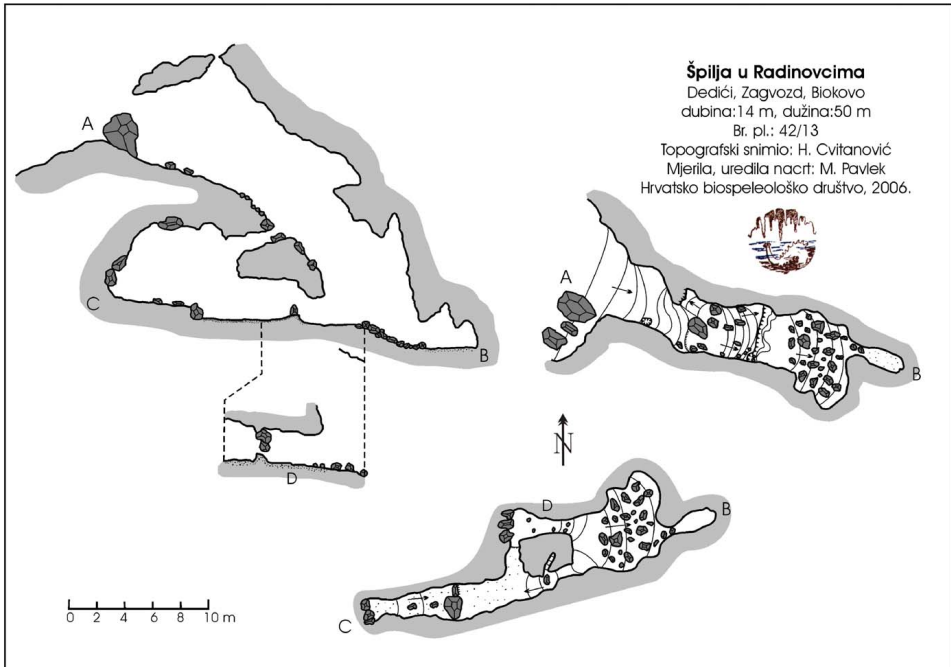 Špilja u Radinovcima
Dedići, Zagvozd, Biokovo
dubina:14 m, dužina:50 m
Br. pl.: 42/13
Topografski snimio: H. Cvitanović
Mjerila, uredila nacrt: M. Pavlek
Hrvatsko biospeleološko društvo, 2006.
A
C
B
D
A
B
N
D
B
C
0 2 4 6 8 10 m